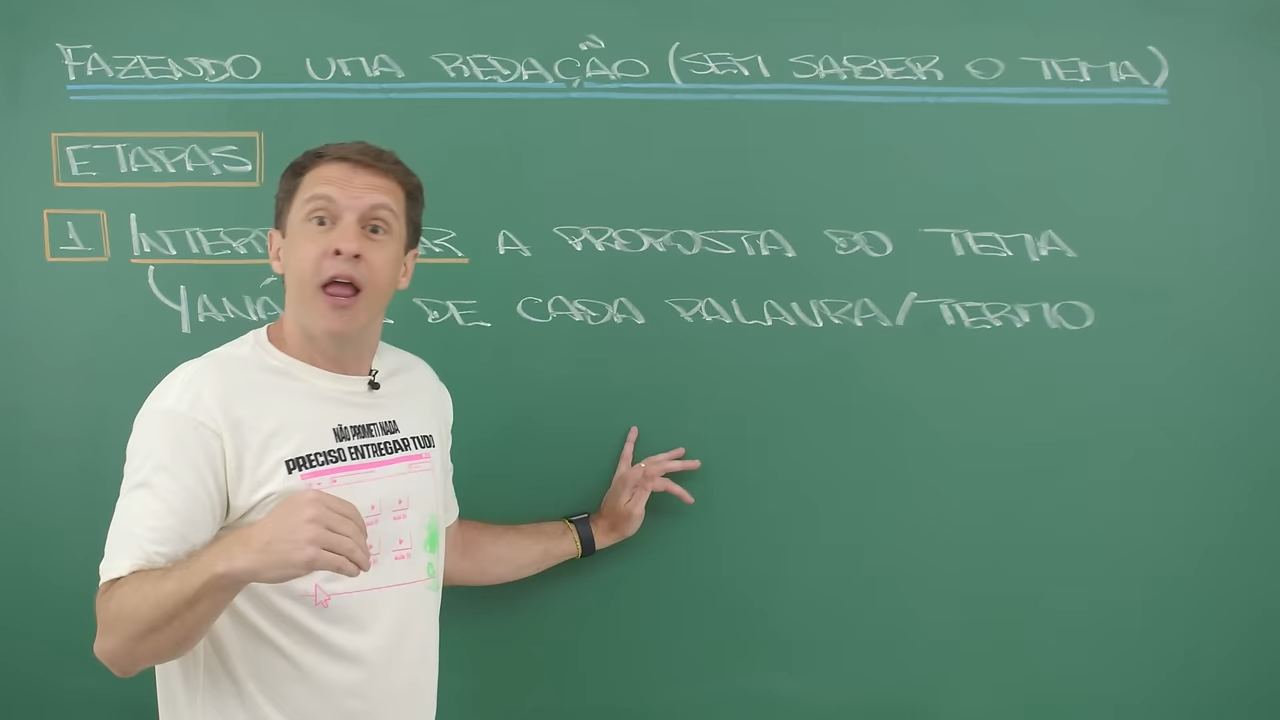 FAZENDO UMA REDAÇÃO (SEM SABER O TEMA)
ETAPAS
1 INTERPRETAR A PROPOSTA DO TEMA
DE CADA PALAVRA/TERMO
NÃO PROMETI NADA
PRECISO ENTREGAR TUDO